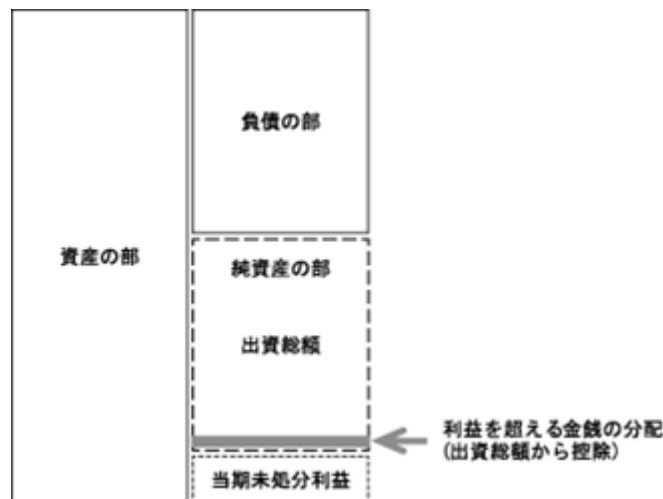 負債の部
資産の部
純資産の部
出資総額
利益を超える金銭の分配
(出資総額から控除)
当期未処分利益